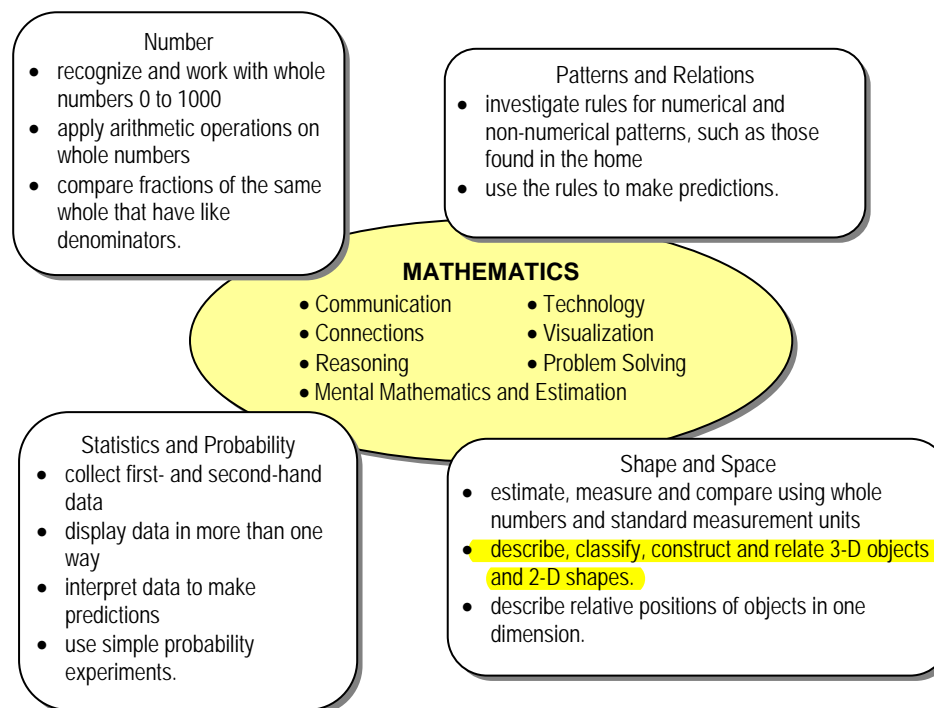 Number
• recognize and work with whole
numbers 0 to 1000
• apply arithmetic operations on
whole numbers
• compare fractions of the same
whole that have like
denominators.
Patterns and Relations
• investigate rules for numerical and
non-numerical patterns, such as those
found in the home
• use the rules to make predictions.
MATHEMATICS
• Communication
• Connections
• Reasoning
• Technology
• Visualization
• Problem Solving
• Mental Mathematics and Estimation
Statistics and Probability
• collect first- and second-hand
data
• display data in more than one
way
• interpret data to make
predictions
• use simple probability
experiments.
Shape and Space
• estimate, measure and compare using whole
numbers and standard measurement units
• describe, classify, construct and relate 3-D objects
and 2-D shapes.
• describe relative positions of objects in one
dimension.